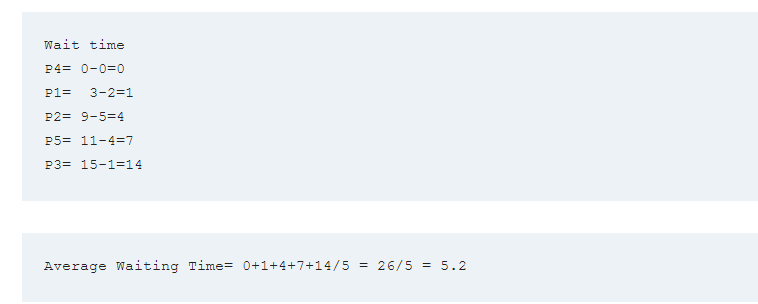 Wait time
P4= 0-0=0
P1=  3-2=1
P2= 9-5=4
P5= 11-4=7
P3= 15-1=14
Average Waiting Time= 0+1+4+7+14/5 = 26/5 = 5.2